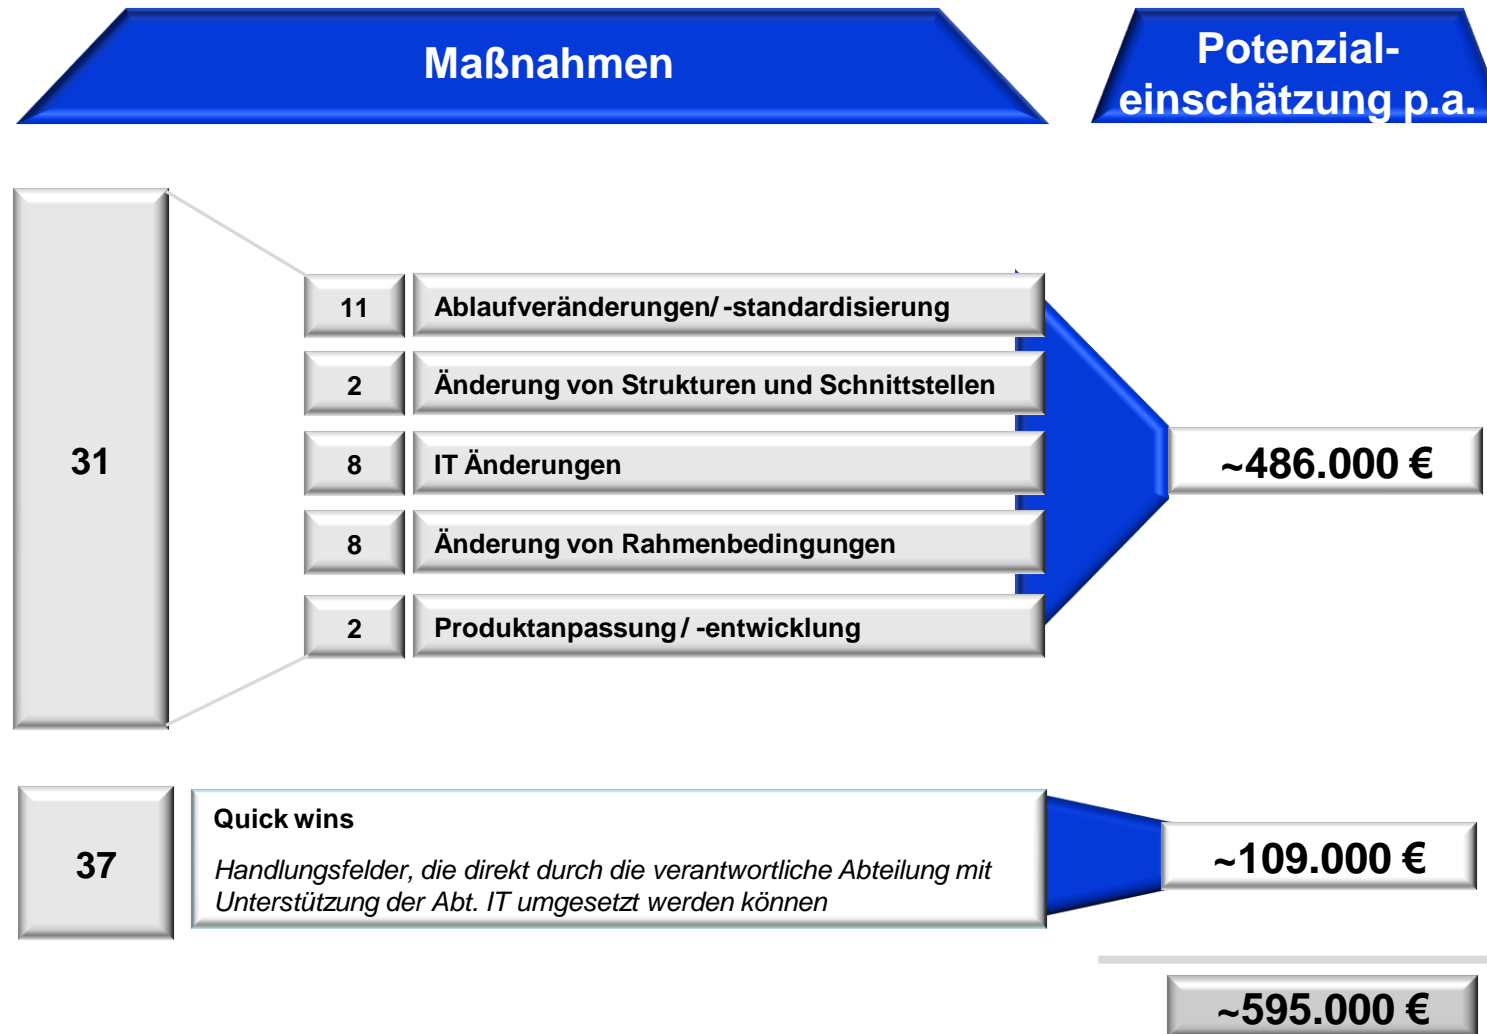 Maßnahmen
Potenzial-
einschätzung p.a.
31
11
Ablaufveränderungen/ -standardisierung
2
Änderung von Strukturen und Schnittstellen
8
IT Änderungen
8
Änderung von Rahmenbedingungen
2
Produktanpassung / -entwicklung
~486.000 €
37
Quick wins
Handlungsfelder, die direkt durch die verantwortliche Abteilung mit
Unterstützung der Abt. IT umgesetzt werden können
~109.000 €
~595.000 €